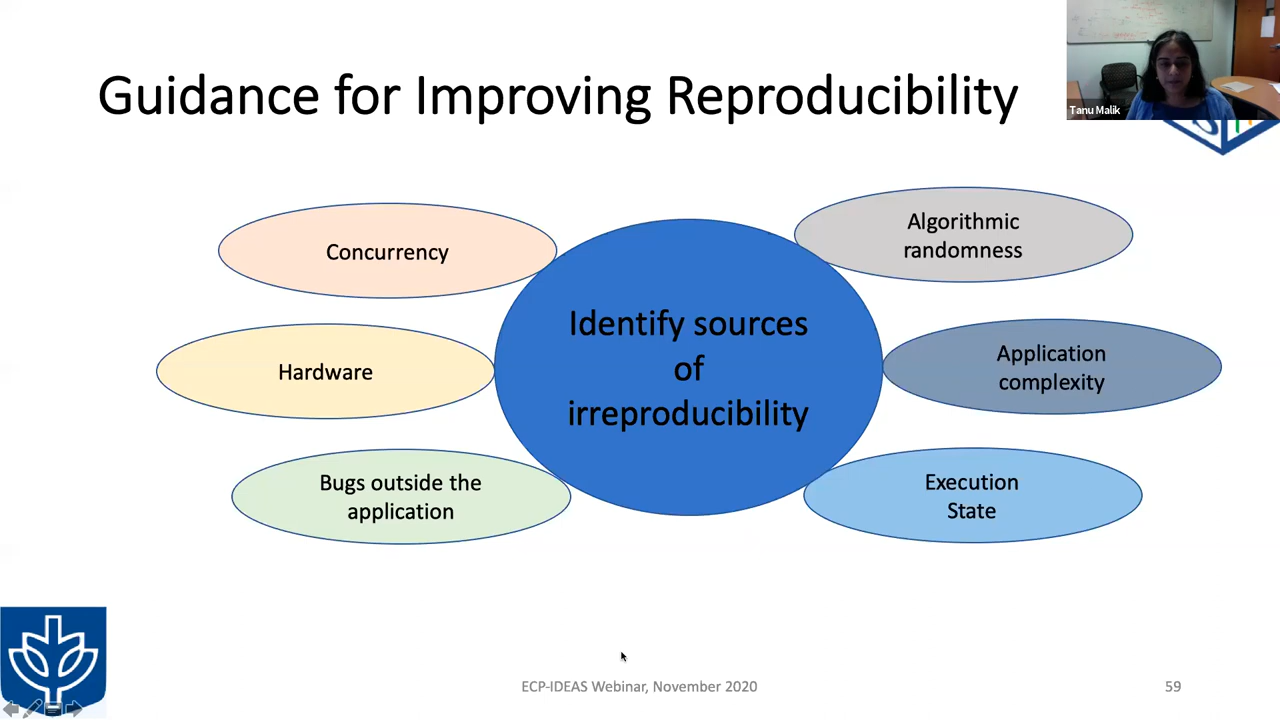 Guidance for Improving Reproducibility
Tanu Malik
Concurrency
Algorithmic
randomness
Identify sources
of
irreproducibility
Hardware
Application
complexity
Bugs outside the
application
Execution
State
ECP-IDEAS Webinar, November 2020
59